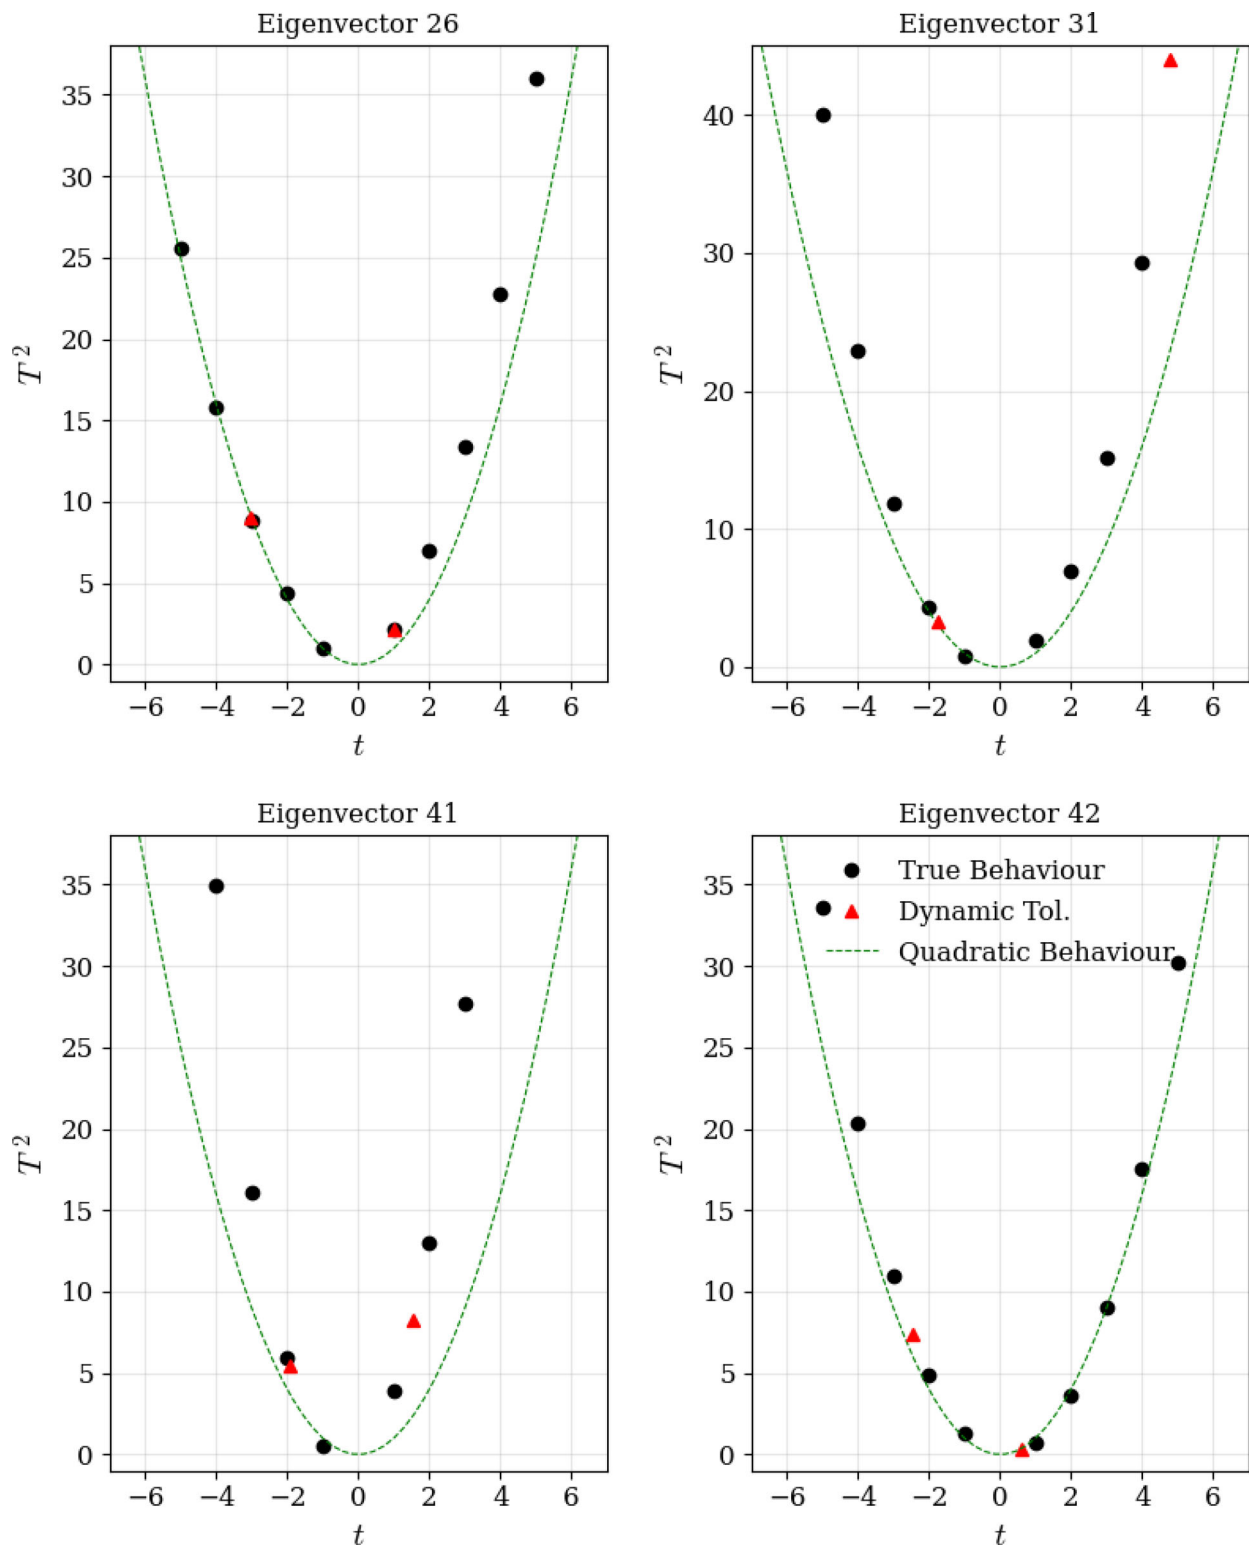 Eigenvector 26
35
30
25
20
15
10
5
0
T²
−6 −4 −2 0 2 4 6
t
Eigenvector 31
40
30
20
10
0
T²
−6 −4 −2 0 2 4 6
t
Eigenvector 41
35
30
25
20
15
10
5
0
T²
−6 −4 −2 0 2 4 6
t
Eigenvector 42
True Behaviour
Dynamic Tol.
Quadratic Behaviour
35
30
25
20
15
10
5
0
T²
−6 −4 −2 0 2 4 6
t